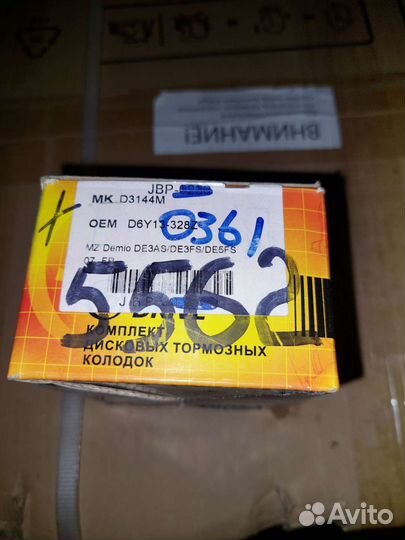 ВНИМАНИЕ!
JBP-
MK D3144M
OEM D6Y13-328Z
0361
MZ Demio DE3AS/DE3FS/DE5FS
5562
КОМПЛЕКТ
ДИСКОВЫХ ТОРМОЗНЫХ
КОЛОДОК
Avito